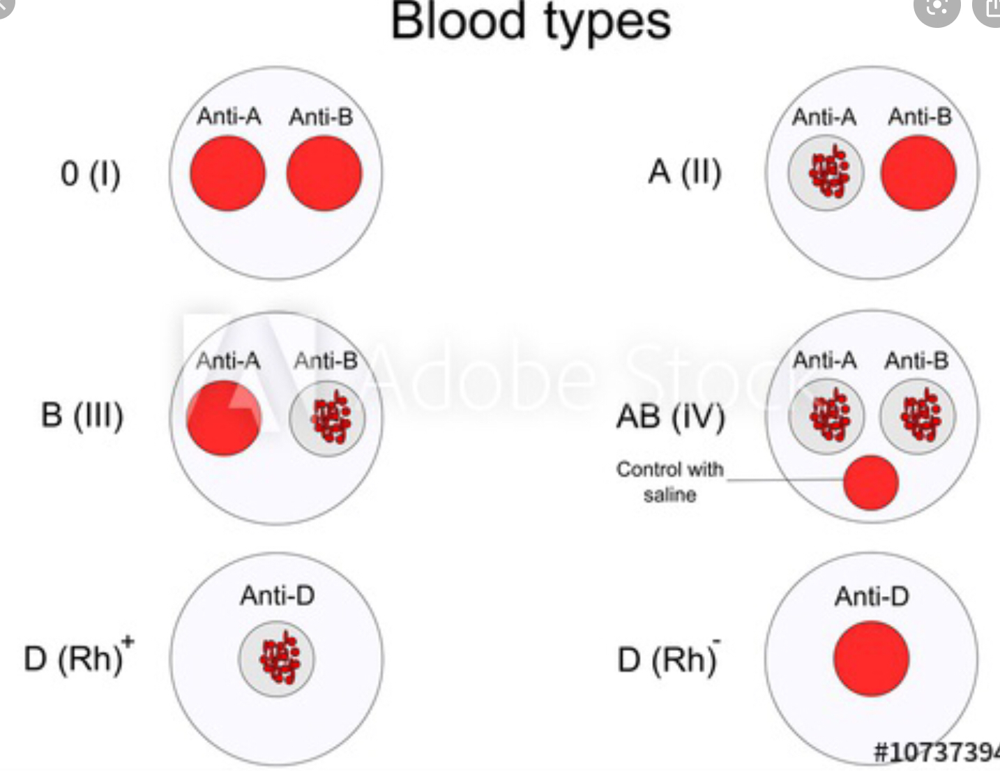 Blood types
Anti-A Anti-B
0 (I)
Anti-A Anti-B
A (II)
Anti-A Anti-B
B (III)
Anti-A Anti-B
AB (IV)
Control with
saline
Anti-D
D (Rh)+
Anti-D
D (Rh)-
Adobe Stock
#10737394